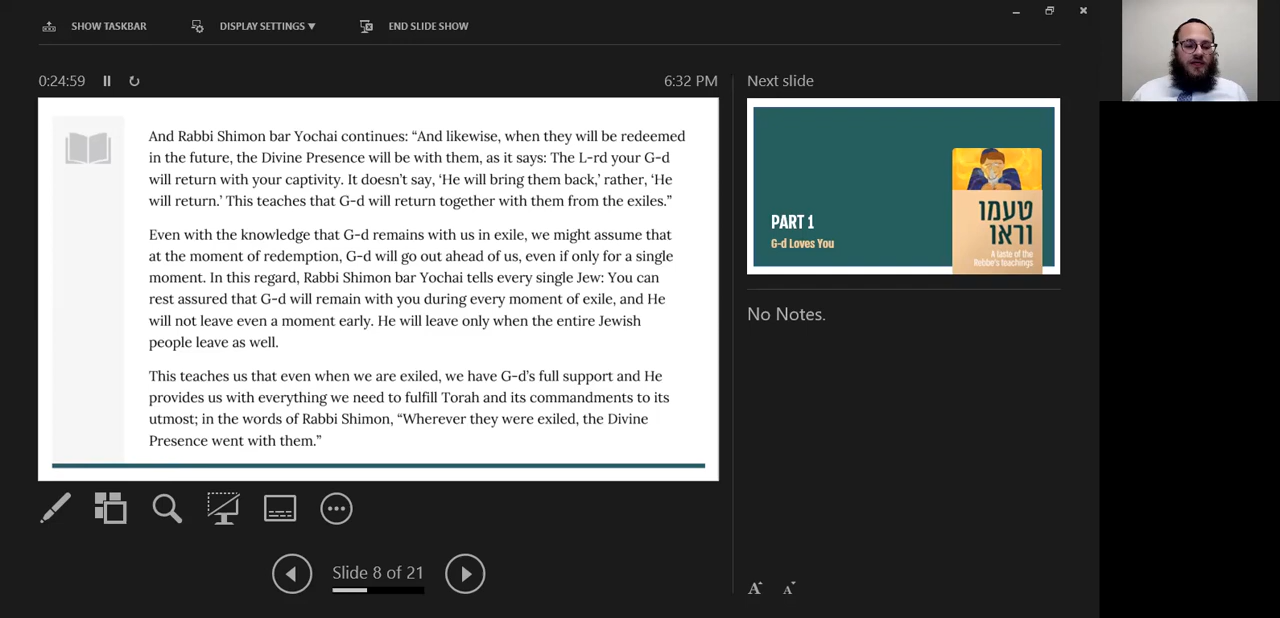 SHOW TASKBAR
DISPLAY SETTINGS ▼
END SLIDE SHOW
0:24:59
6:32 PM
And Rabbi Shimon bar Yochai continues: “And likewise, when they will be redeemed
in the future, the Divine Presence will be with them, as it says: The L-rd your G-d
will return with your captivity. It doesn’t say, ‘He will bring them back,’ rather, ‘He
will return.’ This teaches that G-d will return together with them from the exiles.”
Even with the knowledge that G-d remains with us in exile, we might assume that
at the moment of redemption, G-d will go out ahead of us, even if only for a single
moment. In this regard, Rabbi Shimon bar Yochai tells every single Jew: You can
rest assured that G-d will remain with you during every moment of exile, and He
will not leave even a moment early. He will leave only when the entire Jewish
people leave as well.
This teaches us that even when we are exiled, we have G-d’s full support and He
provides us with everything we need to fulfill Torah and its commandments to its
utmost; in the words of Rabbi Shimon, “Wherever they were exiled, the Divine
Presence went with them.”
Slide 8 of 21
Next slide
PART 1
G-d Loves You
טעמו
וראו
A taste of the
Rebbe's teachings
No Notes.
A A